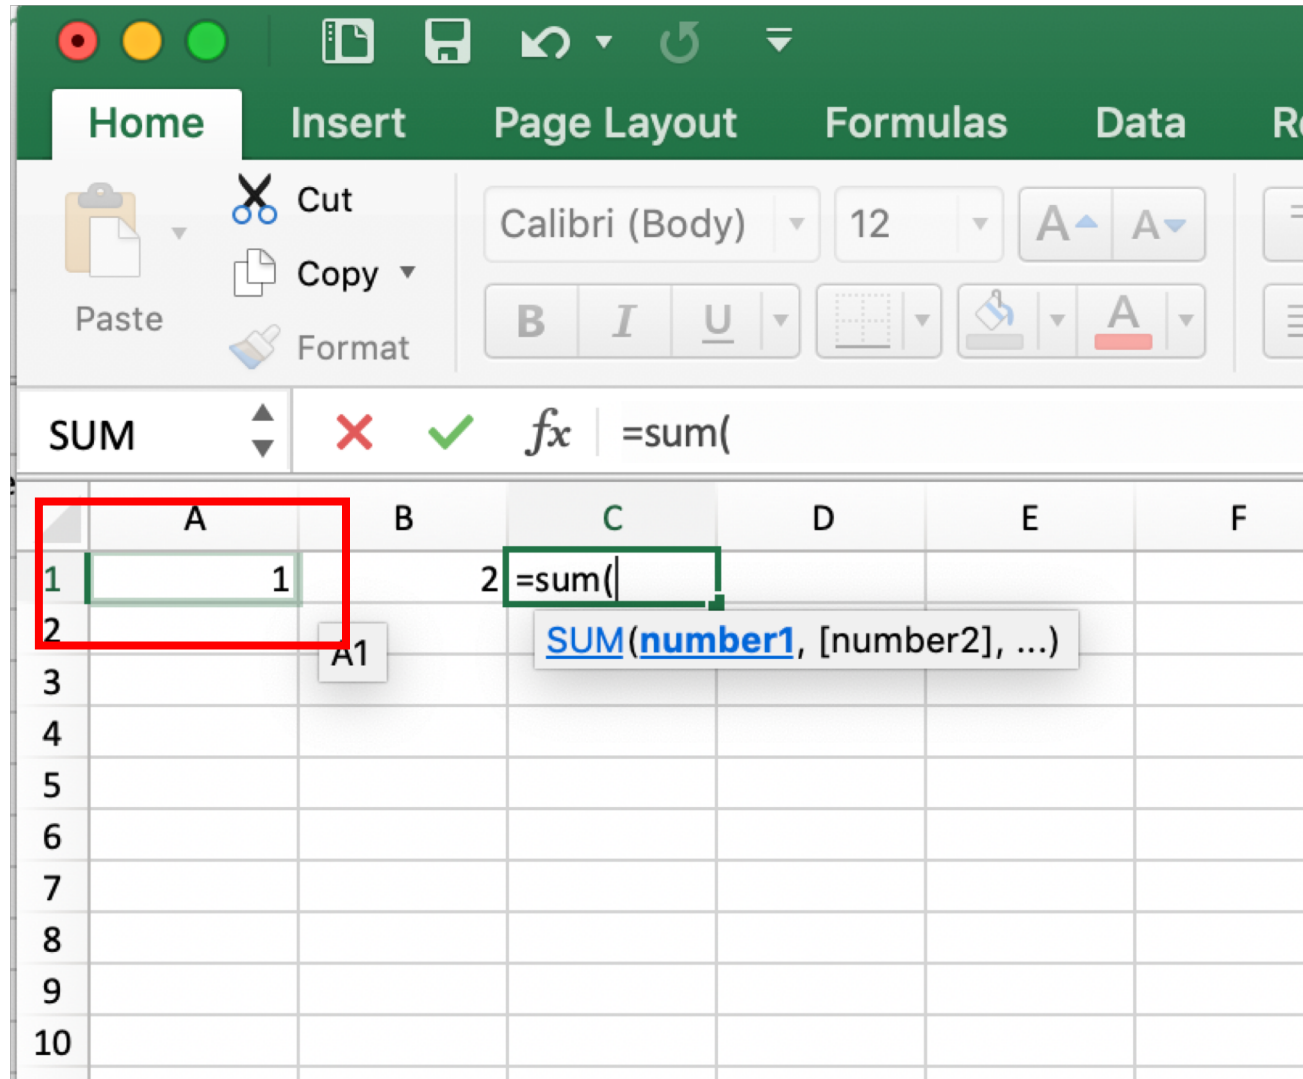 Home Insert Page Layout Formulas Data
Cut
Calibri (Body) 12 A A
Copy
Paste
B I U A
Format
SUM fx =sum(
A B C D E F
1 1 2 =sum(
2 SUM(number1, [number2], ...)
A1
3
4
5
6
7
8
9
10